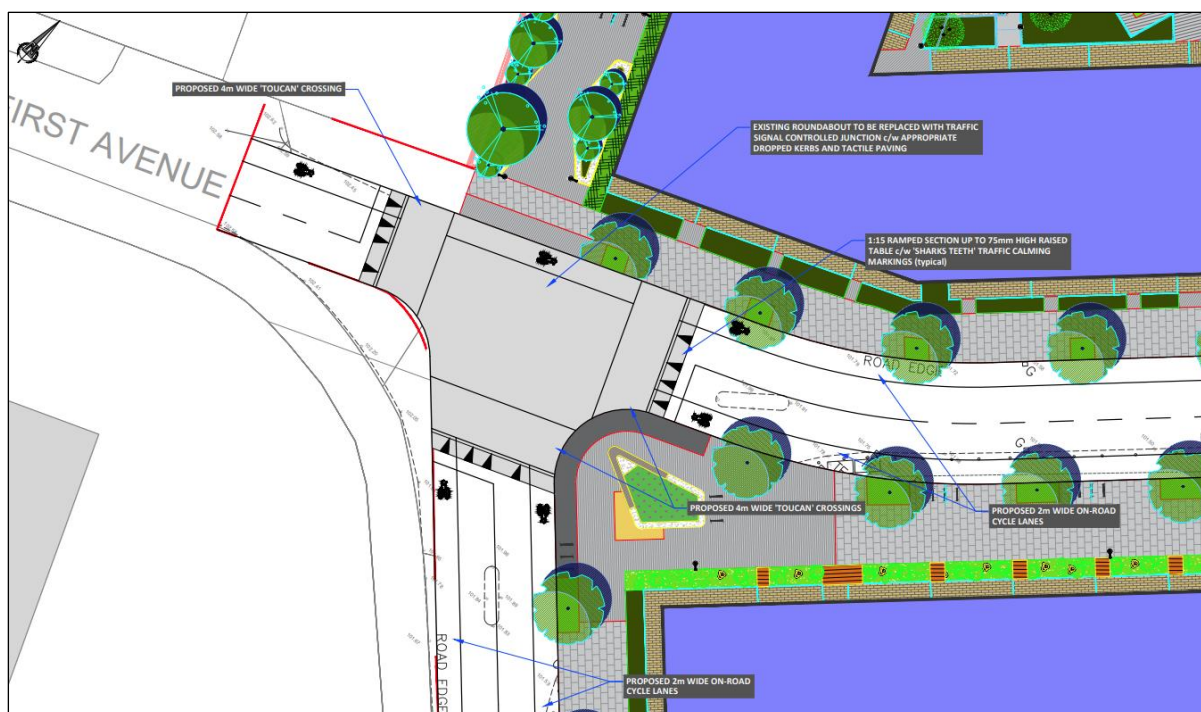 PROPOSED 4m WIDE 'TOUCAN' CROSSING
FIRST AVENUE
EXISTING ROUNDABOUT TO BE REPLACED WITH TRAFFIC
SIGNAL CONTROLLED JUNCTION c/w APPROPRIATE
DROPPED KERBS AND TACTILE PAVING
1:15 RAMPED SECTION UP TO 75mm HIGH RAISED
TABLE c/w 'SHARKS TEETH' TRAFFIC CALMING
MARKINGS (typical)
ROAD EDGE
PROPOSED 4m WIDE 'TOUCAN' CROSSINGS
PROPOSED 2m WIDE ON-ROAD
CYCLE LANES
ROAD EDGE
PROPOSED 2m WIDE ON-ROAD
CYCLE LANES